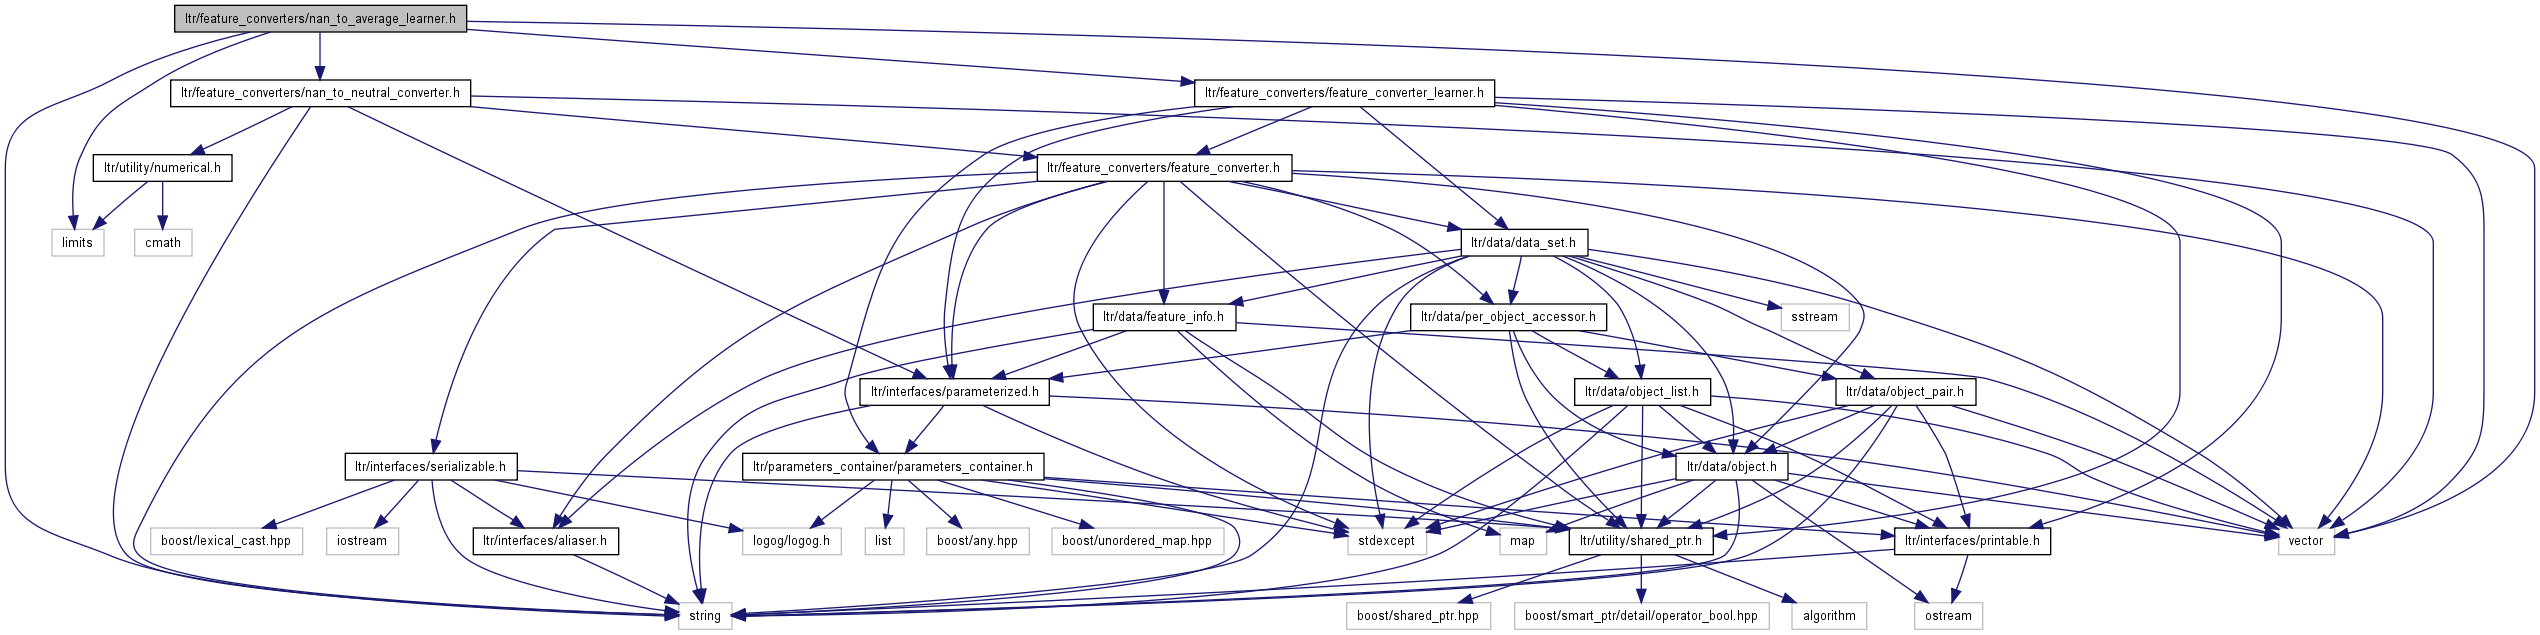 ltr/feature_converters/nan_to_average_learner.h
ltr/feature_converters/nan_to_neutral_converter.h
ltr/feature_converters/feature_converter_learner.h
ltr/utility/numerical.h
ltr/feature_converters/feature_converter.h
limits
cmath
ltr/data/data_set.h
ltr/data/feature_info.h
ltr/data/per_object_accessor.h
sstream
ltr/interfaces/parameterized.h
ltr/data/object_list.h
ltr/data/object_pair.h
ltr/interfaces/serializable.h
ltr/parameters_container/parameters_container.h
ltr/data/object.h
boost/lexical_cast.hpp
iostream
ltr/interfaces/aliaser.h
logog/logog.h
list
boost/any.hpp
boost/unordered_map.hpp
stdexcept
map
ltr/utility/shared_ptr.h
ltr/interfaces/printable.h
vector
string
boost/shared_ptr.hpp
boost/smart_ptr/detail/operator_bool.hpp
algorithm
ostream